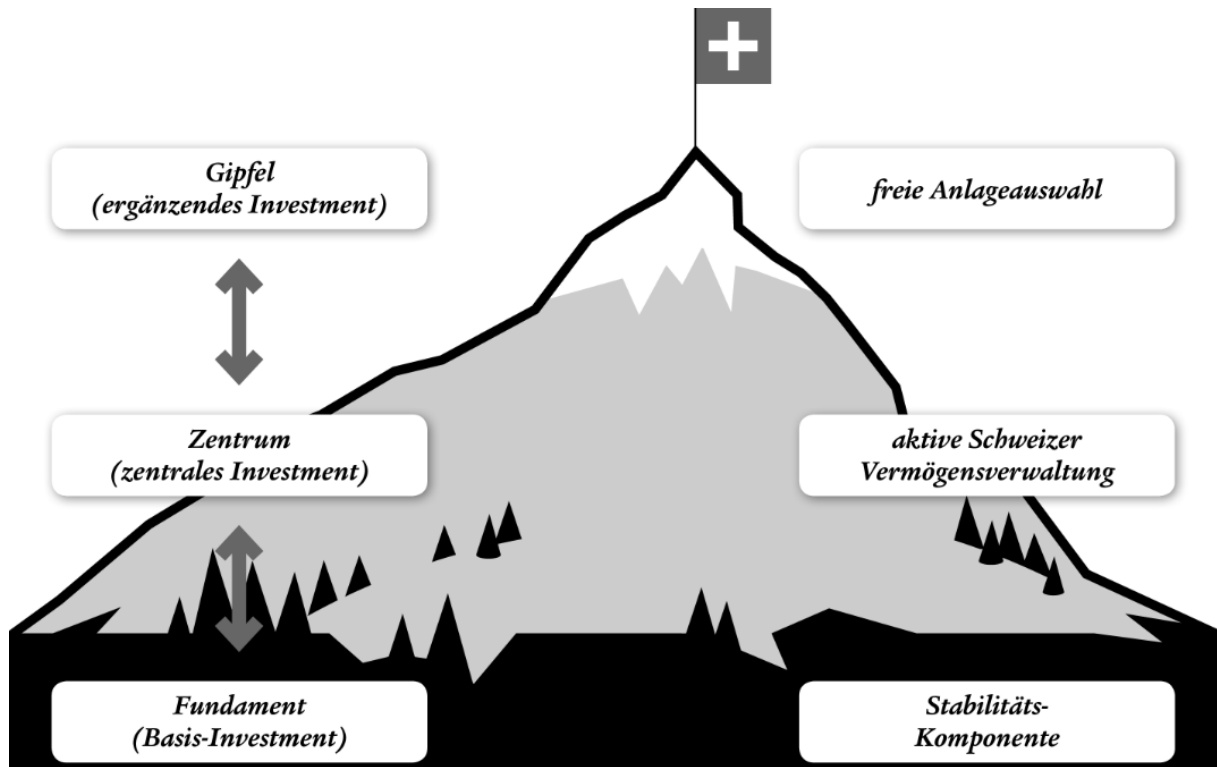 Gipfel
(ergänzendes Investment)
freie Anlageauswahl
Zentrum
(zentrales Investment)
aktive Schweizer
Vermögensverwaltung
Fundament
(Basis-Investment)
Stabilitäts-
Komponente